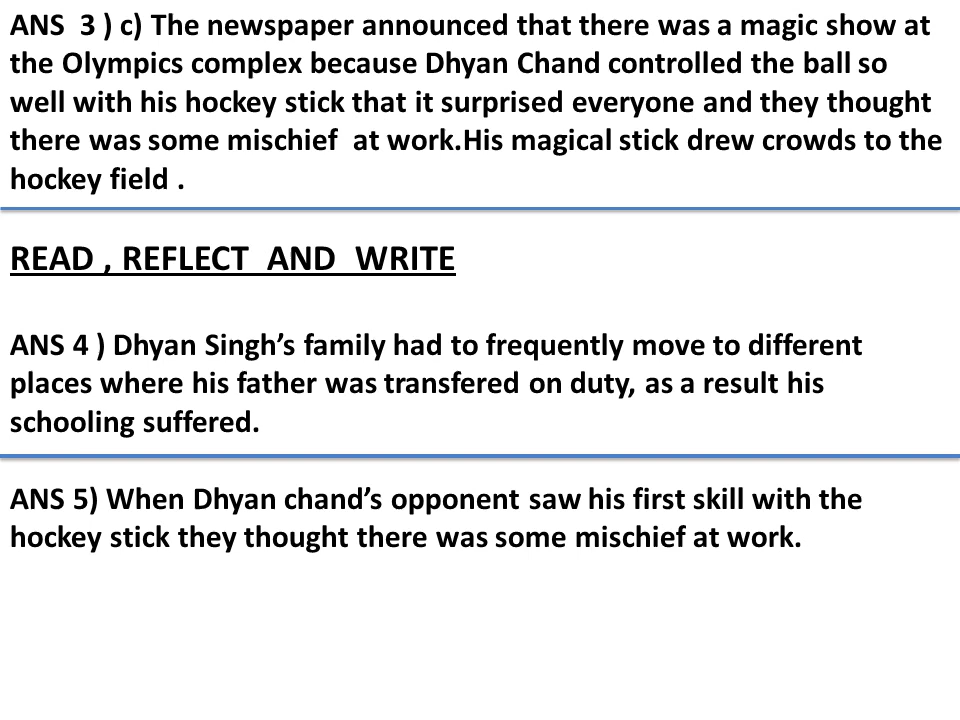 ANS  3 ) c) The newspaper announced that there was a magic show at
the Olympics complex because Dhyan Chand controlled the ball so
well with his hockey stick that it surprised everyone and they thought
there was some mischief  at work.His magical stick drew crowds to the
hockey field .
READ , REFLECT  AND  WRITE
ANS 4 ) Dhyan Singh’s family had to frequently move to different
places where his father was transfered on duty, as a result his
schooling suffered.
ANS 5) When Dhyan chand’s opponent saw his first skill with the
hockey stick they thought there was some mischief at work.